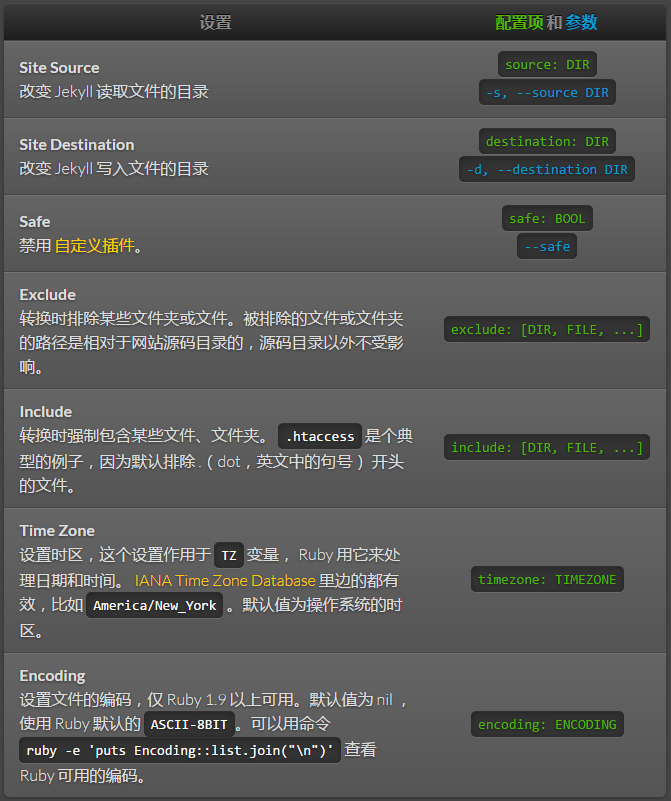 设置 配置项 和 参数
Site Source
改变 Jekyll 读取文件的目录
source: DIR
-s, --source DIR
Site Destination
改变 Jekyll 写入文件的目录
destination: DIR
-d, --destination DIR
Safe
禁用 自定义插件。
safe: BOOL
--safe
Exclude
转换时排除某些文件夹或文件。被排除的文件或文件夹
的路径是相对于网站源码目录的，源码目录以外不受影
响。
exclude: [DIR, FILE, ...]
Include
转换时强制包含某些文件、文件夹。 .htaccess 是个典
型的例子，因为默认排除 .（dot，英文中的句号） 开头
的文件。
include: [DIR, FILE, ...]
Time Zone
设置时区，这个设置作用于 TZ 变量， Ruby 用它来处
理日期和时间。 IANA Time Zone Database 里边的都有
效，比如 America/New_York 。默认值为操作系统的时
区。
timezone: TIMEZONE
Encoding
设置文件的编码，仅 Ruby 1.9 以上可用。默认值为 nil ，
使用 Ruby 默认的 ASCII-8BIT 。可以用命令
ruby -e 'puts Encoding::list.join("\n")' 查看
Ruby 可用的编码。
encoding: ENCODING